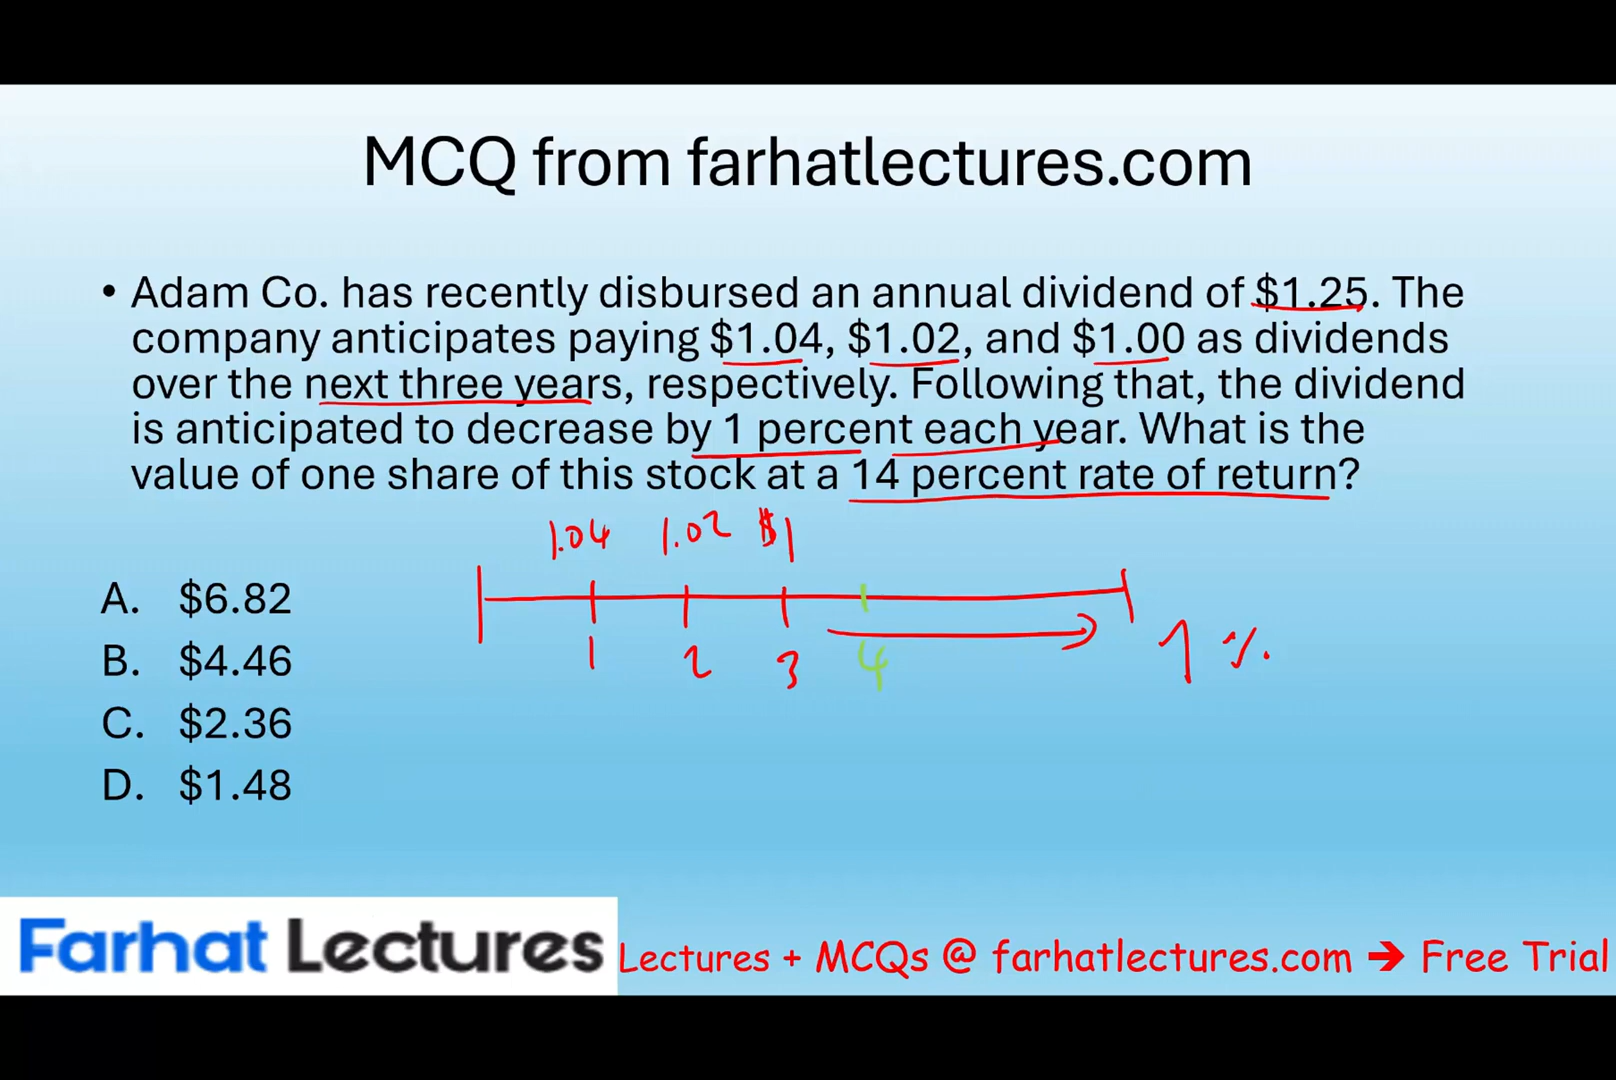 MCQ from farhatlectures.com
• Adam Co. has recently disbursed an annual dividend of $1.25. The
company anticipates paying $1.04, $1.02, and $1.00 as dividends
over the next three years, respectively. Following that, the dividend
is anticipated to decrease by 1 percent each year. What is the
value of one share of this stock at a 14 percent rate of return?
1.04 1.02 $1
A. $6.82
B. $4.46
C. $2.36
D. $1.48
1 2 3 4 1 %
Farhat Lectures
Lectures + MCQs @ farhatlectures.com ➔ Free Trial